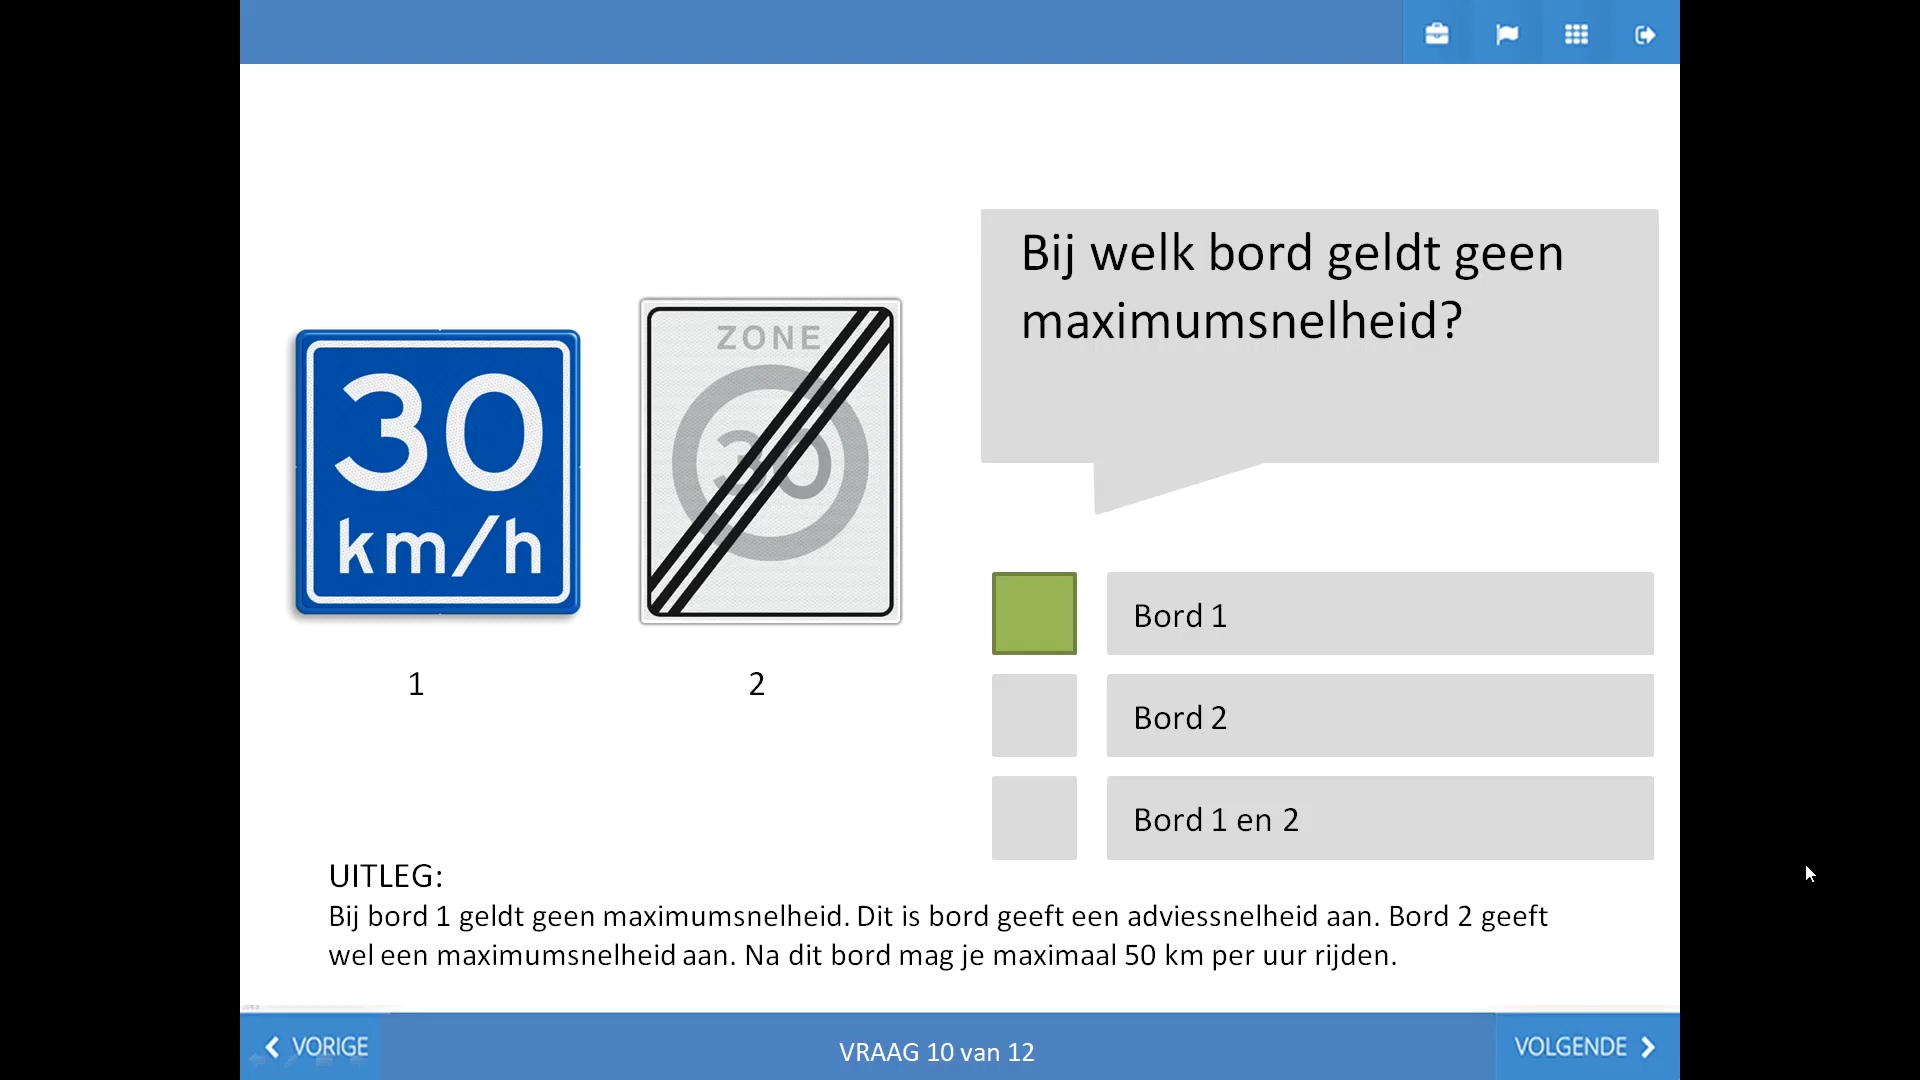 Bij welk bord geldt geen
maximumsnelheid?
30
km/h
ZONE
30
1
2
Bord 1
Bord 2
Bord 1 en 2
UITLEG:
Bij bord 1 geldt geen maximumsnelheid. Dit is bord geeft een adviessnelheid aan. Bord 2 geeft
wel een maximumsnelheid aan. Na dit bord mag je maximaal 50 km per uur rijden.
VORIGE
VRAAG 10 van 12
VOLGENDE